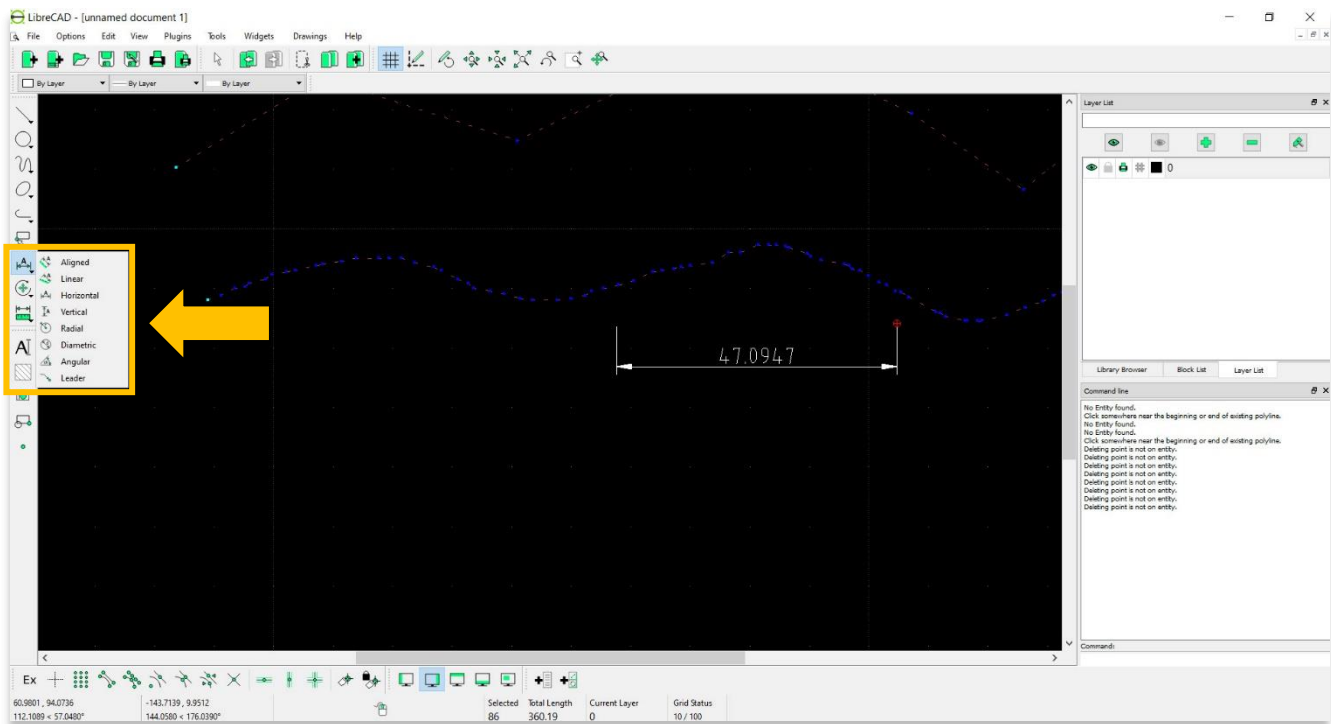 LibreCAD - [unnamed document 1]
File Options Edit View Plugins Tools Widgets Drawings Help
By Layer By Layer By Layer
Layer List
0
Aligned
Linear
Horizontal
Vertical
Radial
Diametric
Angular
Leader
47.0947
Library Browser Block List Layer List
Command line
No Entity found.
Click somewhere near the beginning or end of existing polyline.
No Entity found.
No Entity found.
Click somewhere near the beginning or end of existing polyline.
Deleting point is not on entity.
Deleting point is not on entity.
Deleting point is not on entity.
Deleting point is not on entity.
Deleting point is not on entity.
Deleting point is not on entity.
Deleting point is not on entity.
Deleting point is not on entity.
Command:
Ex
60.9801 , 94.0736 -143.7139 , 9.9512 Selected Total Length Current Layer Grid Status
112.1089 < 57.0480° 144.0580 < 176.0390° 86 360.19 0 10 / 100